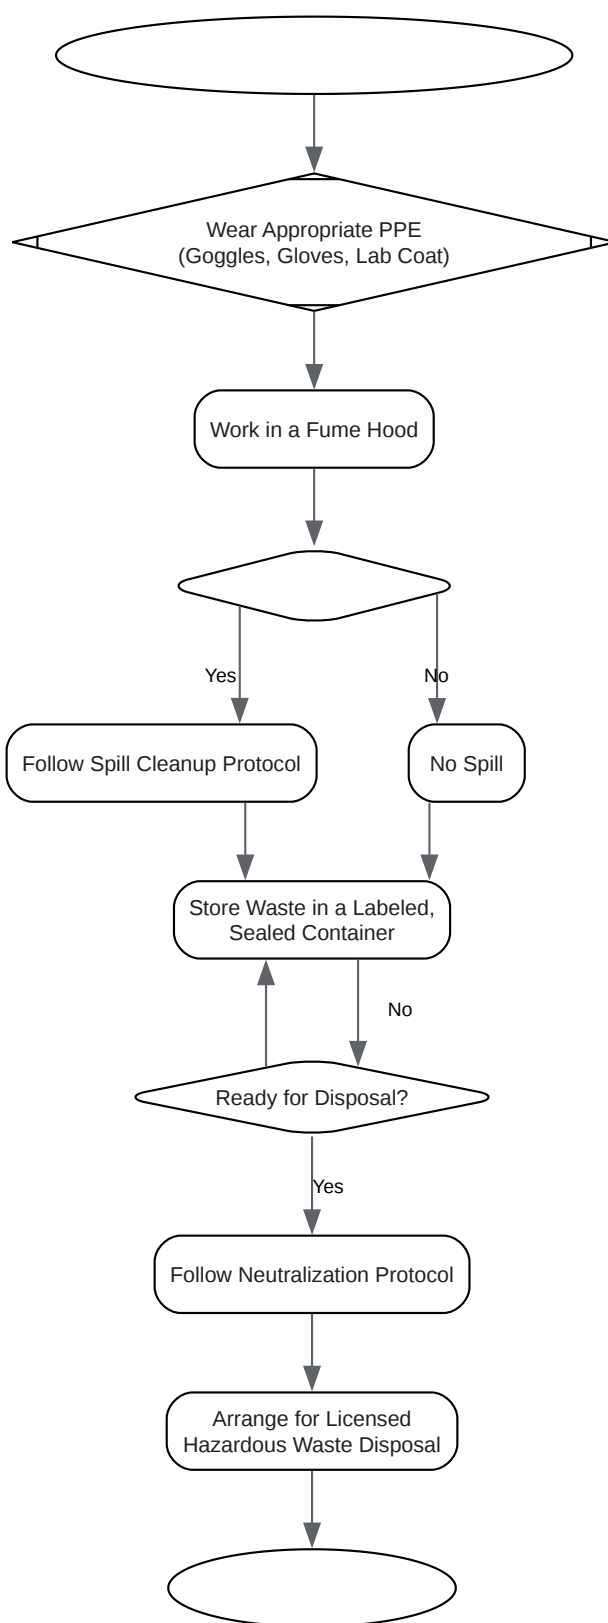 Wear Appropriate PPE
(Goggles, Gloves, Lab Coat)
Work in a Fume Hood
Yes
No
Follow Spill Cleanup Protocol
No Spill
Store Waste in a Labeled,
Sealed Container
No
Ready for Disposal?
Yes
Follow Neutralization Protocol
Arrange for Licensed
Hazardous Waste Disposal